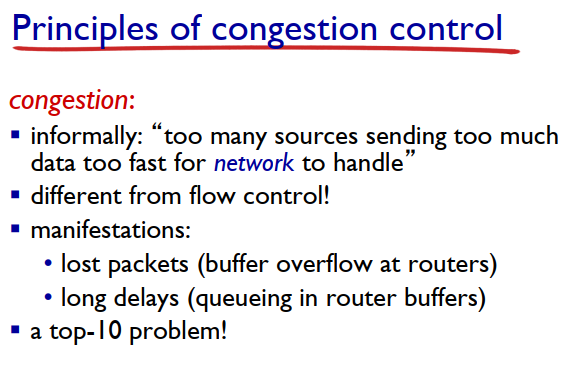 Principles of congestion control
congestion:
▪ informally: “too many sources sending too much
data too fast for network to handle”
▪ different from flow control!
▪ manifestations:
• lost packets (buffer overflow at routers)
• long delays (queueing in router buffers)
▪ a top-10 problem!